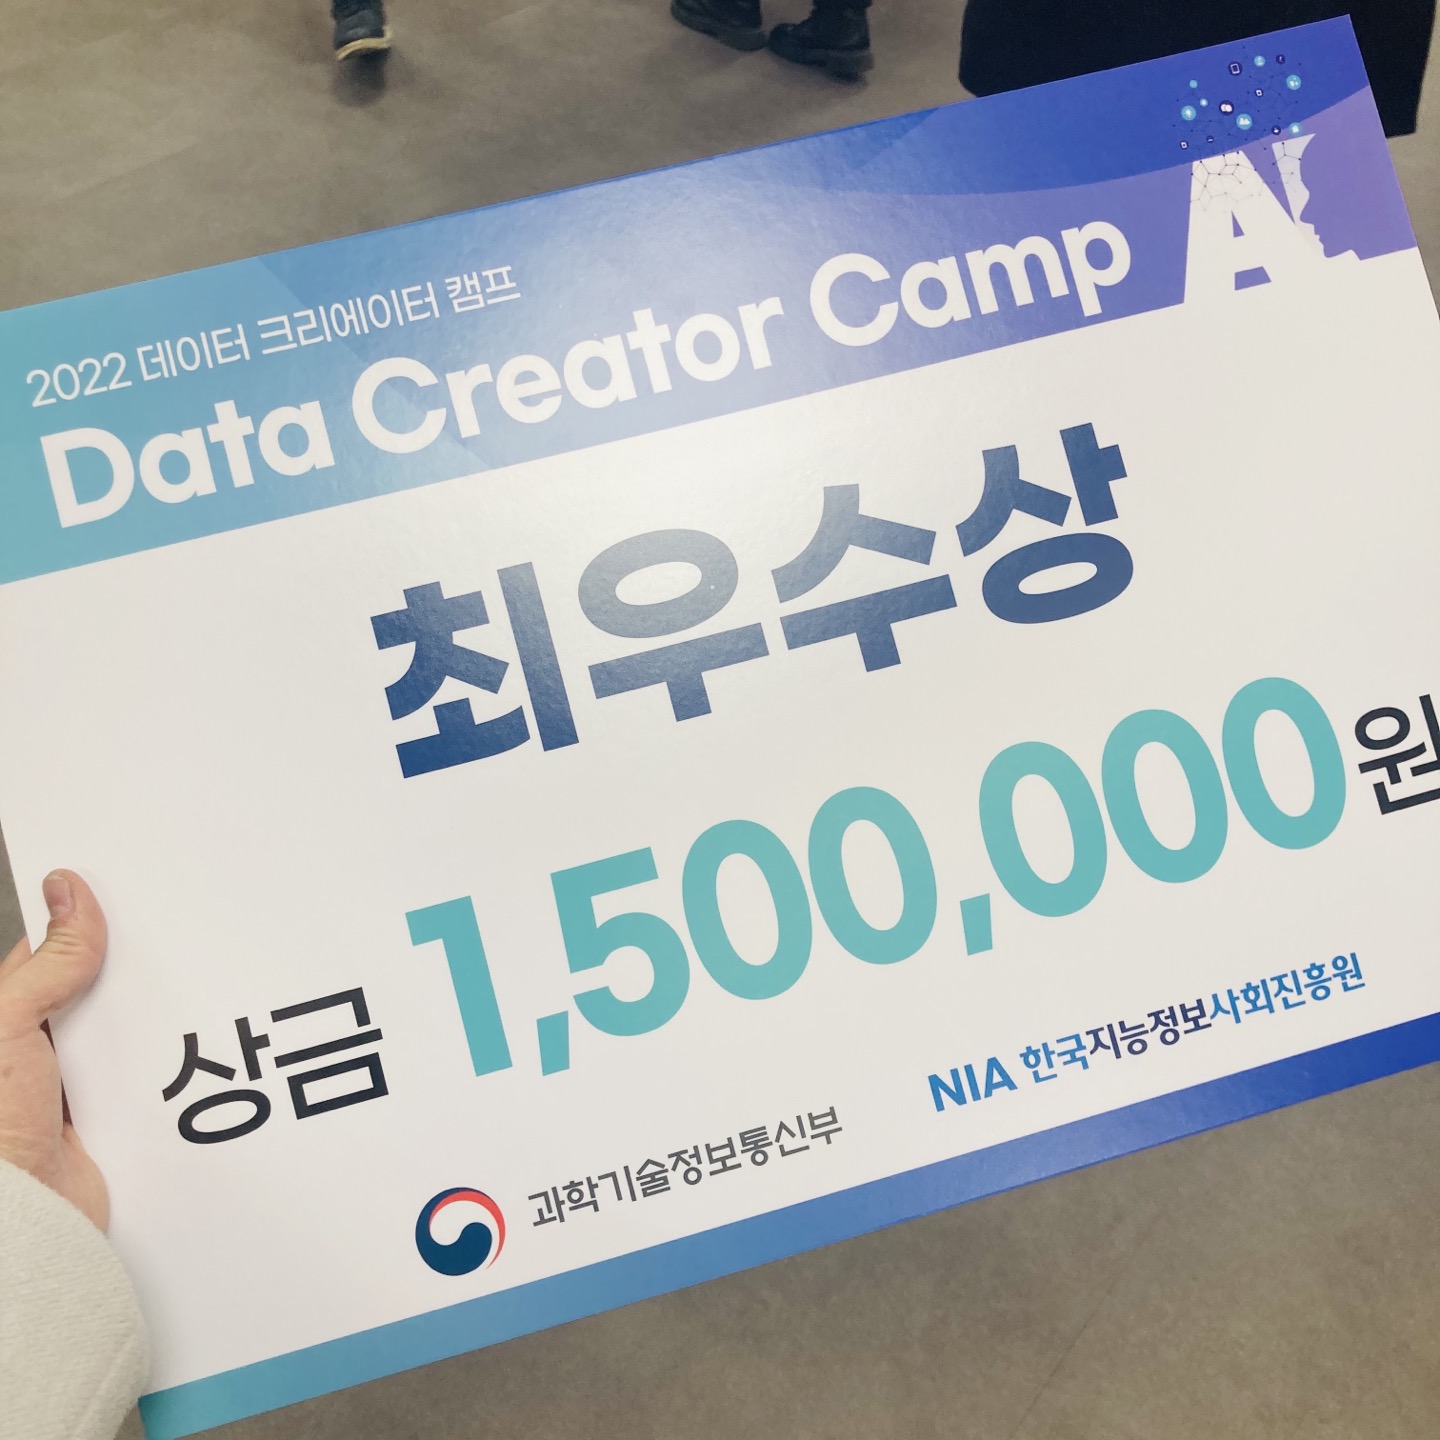 2022 데이터 크리에이터 캠프
Data Creator Camp
AI
최우수상
상금 1,500,000원
과학기술정보통신부
NIA 한국지능정보사회진흥원